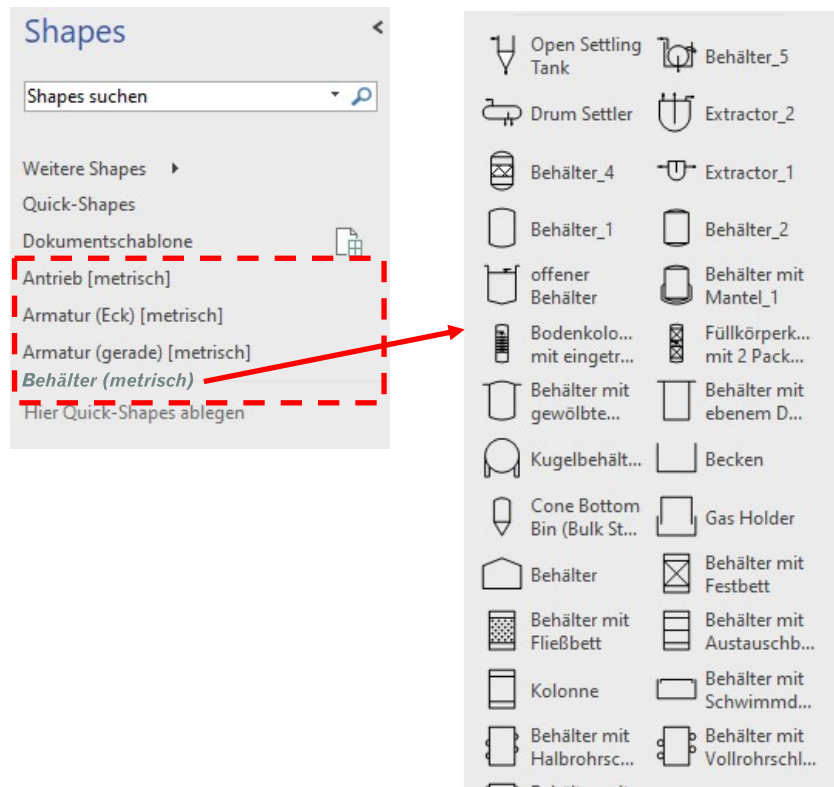 Shapes
Shapes suchen
Weitere Shapes
Quick-Shapes
Dokumentschablone
Antrieb [metrisch]
Armatur (Eck) [metrisch]
Armatur (gerade) [metrisch]
Behälter (metrisch)
Hier Quick-Shapes ablegen
Open Settling
Tank
Behälter_5
Drum Settler
Extractor_2
Behälter_4
Extractor_1
Behälter_1
Behälter_2
offener
Behälter
Behälter mit
Mantel_1
Bodenkolo...
mit eingetr...
Füllkörperk...
mit 2 Pack...
Behälter mit
gewölbte...
Behälter mit
ebenem D...
Kugelbehält...
Becken
Cone Bottom
Bin (Bulk St...
Gas Holder
Behälter
Behälter mit
Festbett
Behälter mit
Fließbett
Behälter mit
Austauschb...
Kolonne
Behälter mit
Schwimmd...
Behälter mit
Halbrohrsc...
Behälter mit
Vollrohrschl...